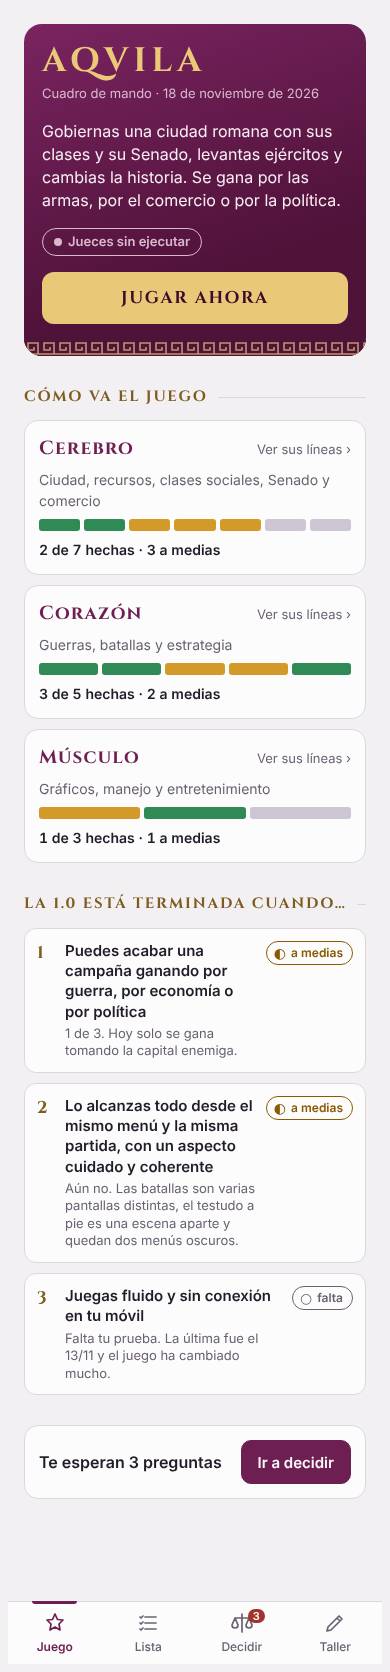 AQVILA
Cuadro de mando · 18 de noviembre de 2026
Gobiernas una ciudad romana con sus
clases y su Senado, levantas ejércitos y
cambias la historia. Se gana por las
armas, por el comercio o por la política.
Jueces sin ejecutar
JUGAR AHORA
CÓMO VA EL JUEGO
CEREBRO
Ver sus líneas ›
Ciudad, recursos, clases sociales, Senado y
comercio
2 de 7 hechas · 3 a medias
CORAZÓN
Ver sus líneas ›
Guerras, batallas y estrategia
3 de 5 hechas · 2 a medias
MÚSCULO
Ver sus líneas ›
Gráficos, manejo y entretenimiento
1 de 3 hechas · 1 a medias
LA 1.0 ESTÁ TERMINADA CUANDO…
1
Puedes acabar una
campaña ganando por
guerra, por economía o
por política
a medias
1 de 3. Hoy solo se gana
tomando la capital enemiga.
2
Lo alcanzas todo desde el
mismo menú y la misma
partida, con un aspecto
cuidado y coherente
a medias
Aún no. Las batallas son varias
pantallas distintas, el testudo a
pie es una escena aparte y
quedan dos menús oscuros.
3
Juegas fluido y sin conexión
en tu móvil
falta
Falta tu prueba. La última fue el
13/11 y el juego ha cambiado
mucho.
Te esperan 3 preguntas
Ir a decidir
3
Juego
Lista
Decidir
Taller